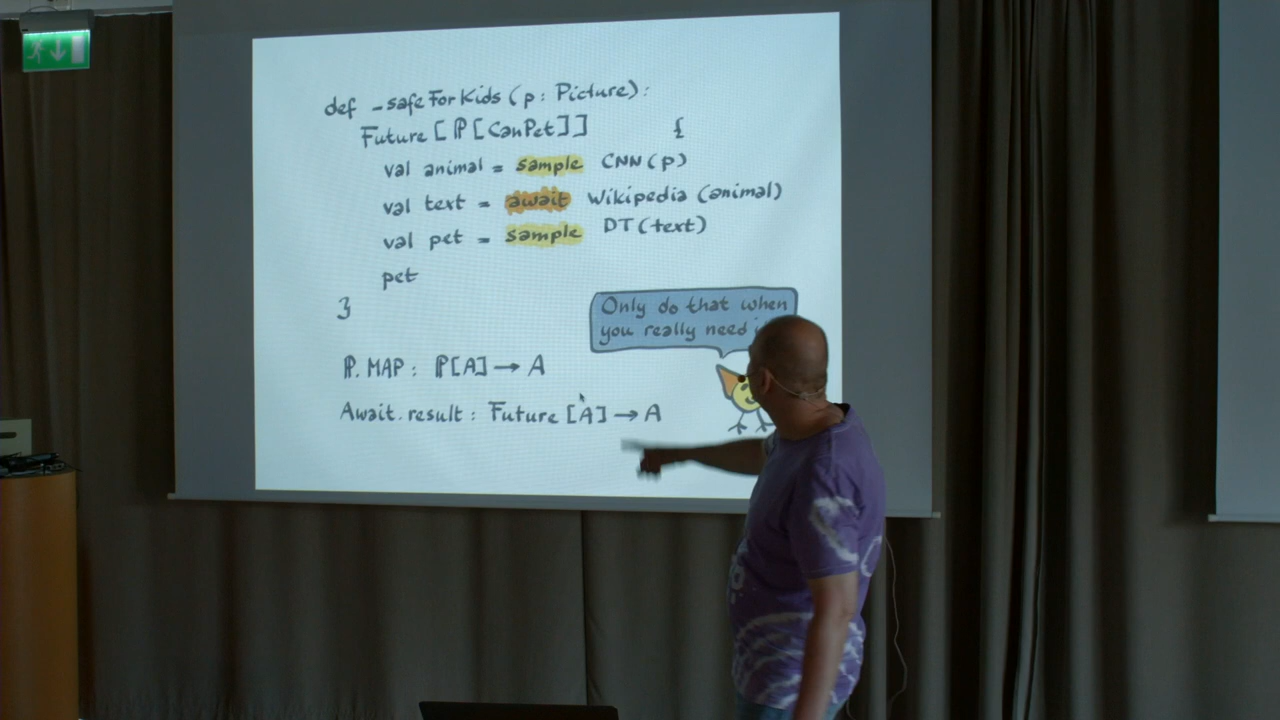 def _safeForKids (p: Picture):
Future [ℙ [CanPet]] {
val animal = sample CNN (p)
val text = await Wikipedia (animal)
val pet = sample DT (text)
pet
}
Only do that when
you really need
ℙ. MAP : ℙ[A] → A
Await. result : Future [A] → A